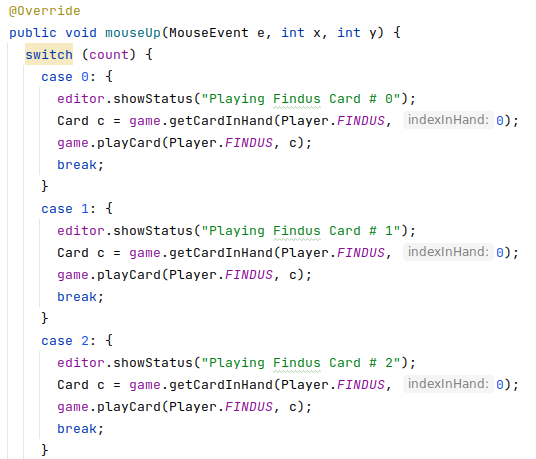 @Override
public void mouseUp(MouseEvent e, int x, int y) {
  switch (count) {
    case 0: {
      editor.showStatus("Playing Findus Card # 0");
      Card c = game.getCardInHand(Player.FINDUS, indexInHand: 0);
      game.playCard(Player.FINDUS, c);
      break;
    }
    case 1: {
      editor.showStatus("Playing Findus Card # 1");
      Card c = game.getCardInHand(Player.FINDUS, indexInHand: 0);
      game.playCard(Player.FINDUS, c);
      break;
    }
    case 2: {
      editor.showStatus("Playing Findus Card # 2");
      Card c = game.getCardInHand(Player.FINDUS, indexInHand: 0);
      game.playCard(Player.FINDUS, c);
      break;
    }